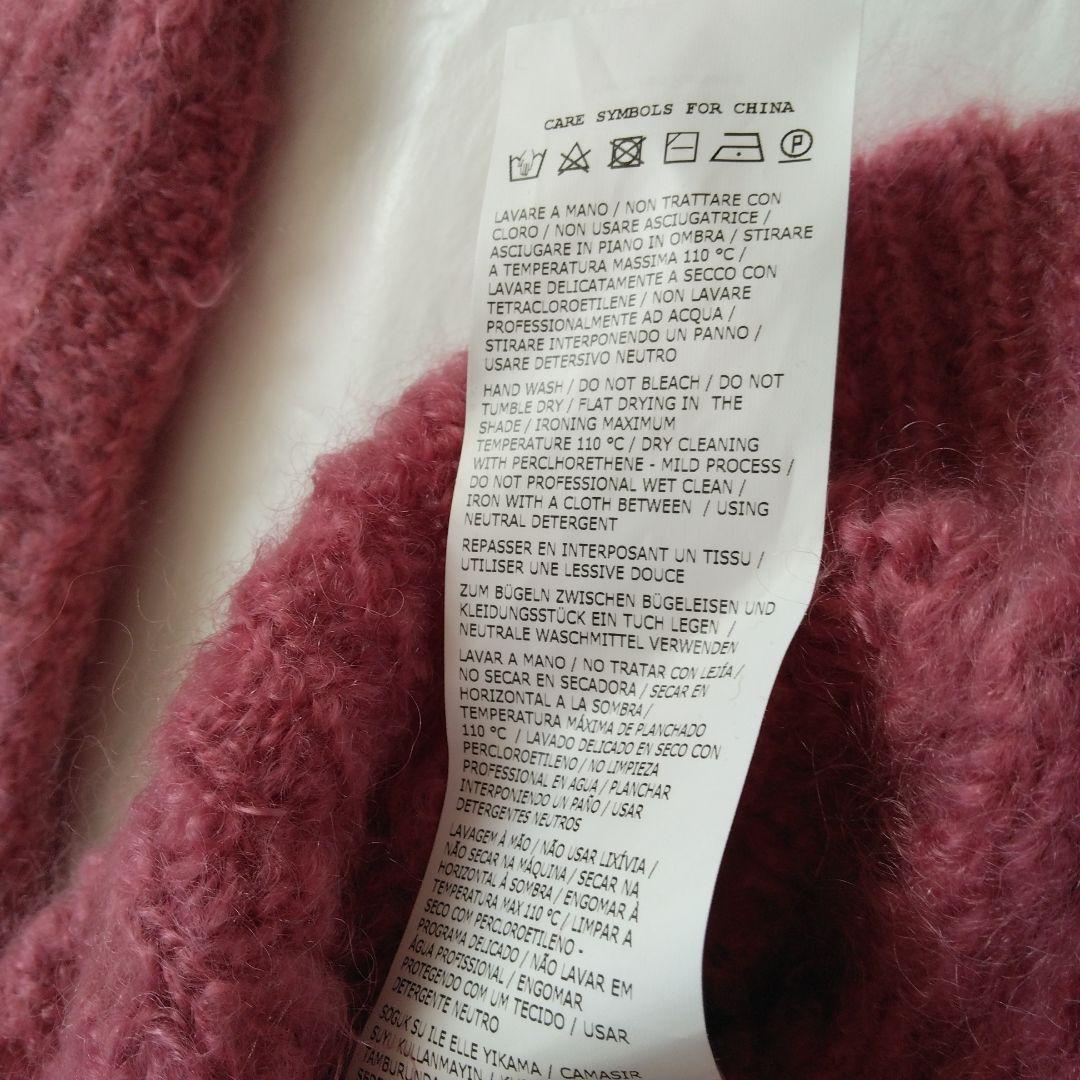 CARE SYMBOLS FOR CHINA
P
LAVARE A MANO / NON TRATTARE CON
CLORO / NON USARE ASCIUGATRICE /
ASCIUGARE IN PIANO IN OMBRA / STIRARE
A TEMPERATURA MASSIMA 110 °C /
LAVARE DELICATAMENTE A SECCO CON
TETRACLOROETILENE / NON LAVARE
PROFESSIONALMENTE AD ACQUA /
STIRARE INTERPONENDO UN PANNO /
USARE DETERSIVO NEUTRO
HAND WASH / DO NOT BLEACH / DO NOT
TUMBLE DRY / FLAT DRYING IN THE
SHADE / IRONING MAXIMUM
TEMPERATURE 110 °C / DRY CLEANING
WITH PERCLHORETHENE - MILD PROCESS /
DO NOT PROFESSIONAL WET CLEAN /
IRON WITH A CLOTH BETWEEN / USING
NEUTRAL DETERGENT
REPASSER EN INTERPOSANT UN TISSU /
UTILISER UNE LESSIVE DOUCE
ZUM BÜGELN ZWISCHEN BÜGELEISEN UND
KLEIDUNGSSTÜCK EIN TUCH LEGEN /
NEUTRALE WASCHMITTEL VERWENDEN
LAVAR A MANO / NO TRATAR CON LEJÍA /
NO SECAR EN SECADORA / SECAR EN
HORIZONTAL A LA SOMBRA /
TEMPERATURA MÁXIMA DE PLANCHADO
110 °C / LAVADO DELICADO EN SECO CON
PERCLOROETILENO / NO LIMPIEZA
PROFESSIONAL EN AGUA / PLANCHAR
INTERPONIENDO UN PAÑO / USAR
DETERGENTES NEUTROS
LAVAGEM À MÃO / NÃO USAR LIXÍVIA /
NÃO SECAR NA MÁQUINA / SECAR NA
HORIZONTAL À SOMBRA / ENGOMAR À
TEMPERATURA MAX 110 °C / LIMPAR A
SECO COM PERCLOROETILENO -
PROGRAMA DELICADO / NÃO LAVAR EM
ÁGUA PROFISSIONAL / ENGOMAR
PROTEGENDO COM UM TECIDO / USAR
DETERGENTE NEUTRO
SOGUK SU ILE ELLE YIKAMA / CAMASIR
SUYU KULLANMAYIN /